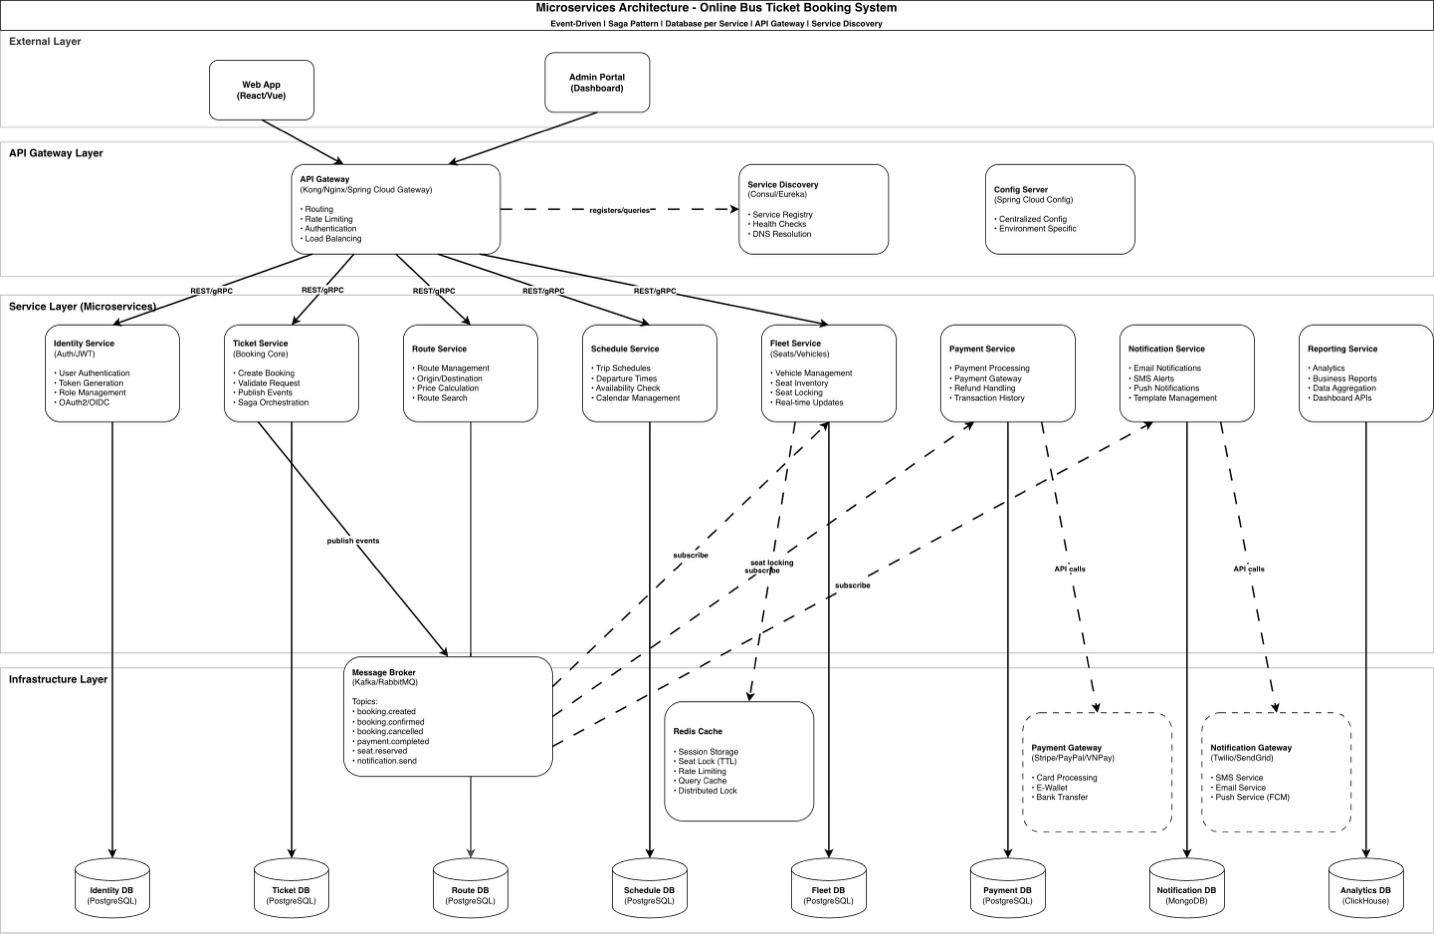 Microservices Architecture - Online Bus Ticket Booking System
Event-Driven | Saga Pattern | Database per Service | API Gateway | Service Discovery
External Layer
Web App
(React/Vue)
Admin Portal
(Dashboard)
API Gateway Layer
API Gateway
(Kong/Nginx/Spring Cloud Gateway)
• Routing
• Rate Limiting
• Authentication
• Load Balancing
registers/queries
Service Discovery
(Consul/Eureka)
• Service Registry
• Health Checks
• DNS Resolution
Config Server
(Spring Cloud Config)
• Centralized Config
• Environment Specific
REST/gRPC
REST/gRPC
REST/gRPC
REST/gRPC
REST/gRPC
Service Layer (Microservices)
Identity Service
(Auth/JWT)
• User Authentication
• Token Generation
• Role Management
• OAuth2/OIDC
Ticket Service
(Booking Core)
• Create Booking
• Validate Request
• Publish Events
• Saga Orchestration
Route Service
• Route Management
• Origin/Destination
• Price Calculation
• Route Search
Schedule Service
• Trip Schedules
• Departure Times
• Availability Check
• Calendar Management
Fleet Service
(Seats/Vehicles)
• Vehicle Management
• Seat Inventory
• Seat Locking
• Real-time Updates
Payment Service
• Payment Processing
• Payment Gateway
• Refund Handling
• Transaction History
Notification Service
• Email Notifications
• SMS Alerts
• Push Notifications
• Template Management
Reporting Service
• Analytics
• Business Reports
• Data Aggregation
• Dashboard APIs
publish events
subscribe
seat locking
subscribe
subscribe
API calls
API calls
Infrastructure Layer
Message Broker
(Kafka/RabbitMQ)
Topics:
• booking.created
• booking.confirmed
• booking.cancelled
• payment.completed
• seat.reserved
• notification.send
Redis Cache
• Session Storage
• Seat Lock (TTL)
• Rate Limiting
• Query Cache
• Distributed Lock
Payment Gateway
(Stripe/PayPal/VNPay)
• Card Processing
• E-Wallet
• Bank Transfer
Notification Gateway
(Twilio/SendGrid)
• SMS Service
• Email Service
• Push Service (FCM)
Identity DB
(PostgreSQL)
Ticket DB
(PostgreSQL)
Route DB
(PostgreSQL)
Schedule DB
(PostgreSQL)
Fleet DB
(PostgreSQL)
Payment DB
(PostgreSQL)
Notification DB
(MongoDB)
Analytics DB
(ClickHouse)